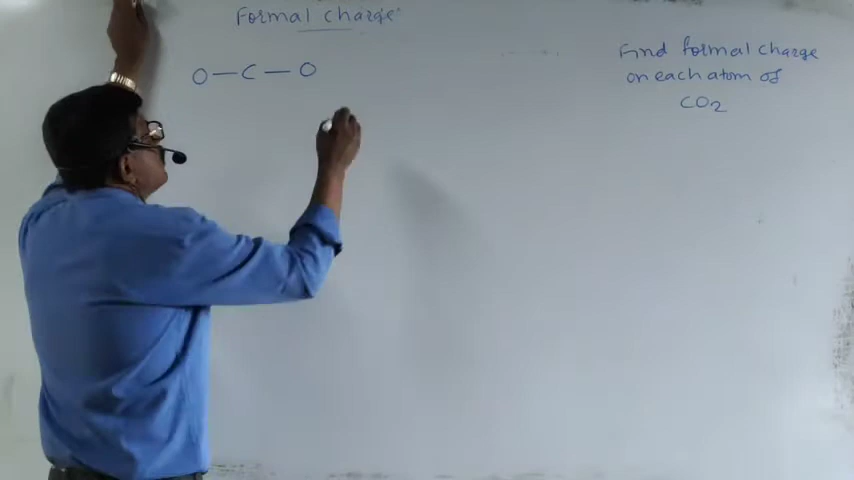 Formal Charge
O — C — O
Find formal charge
on each atom of
CO2